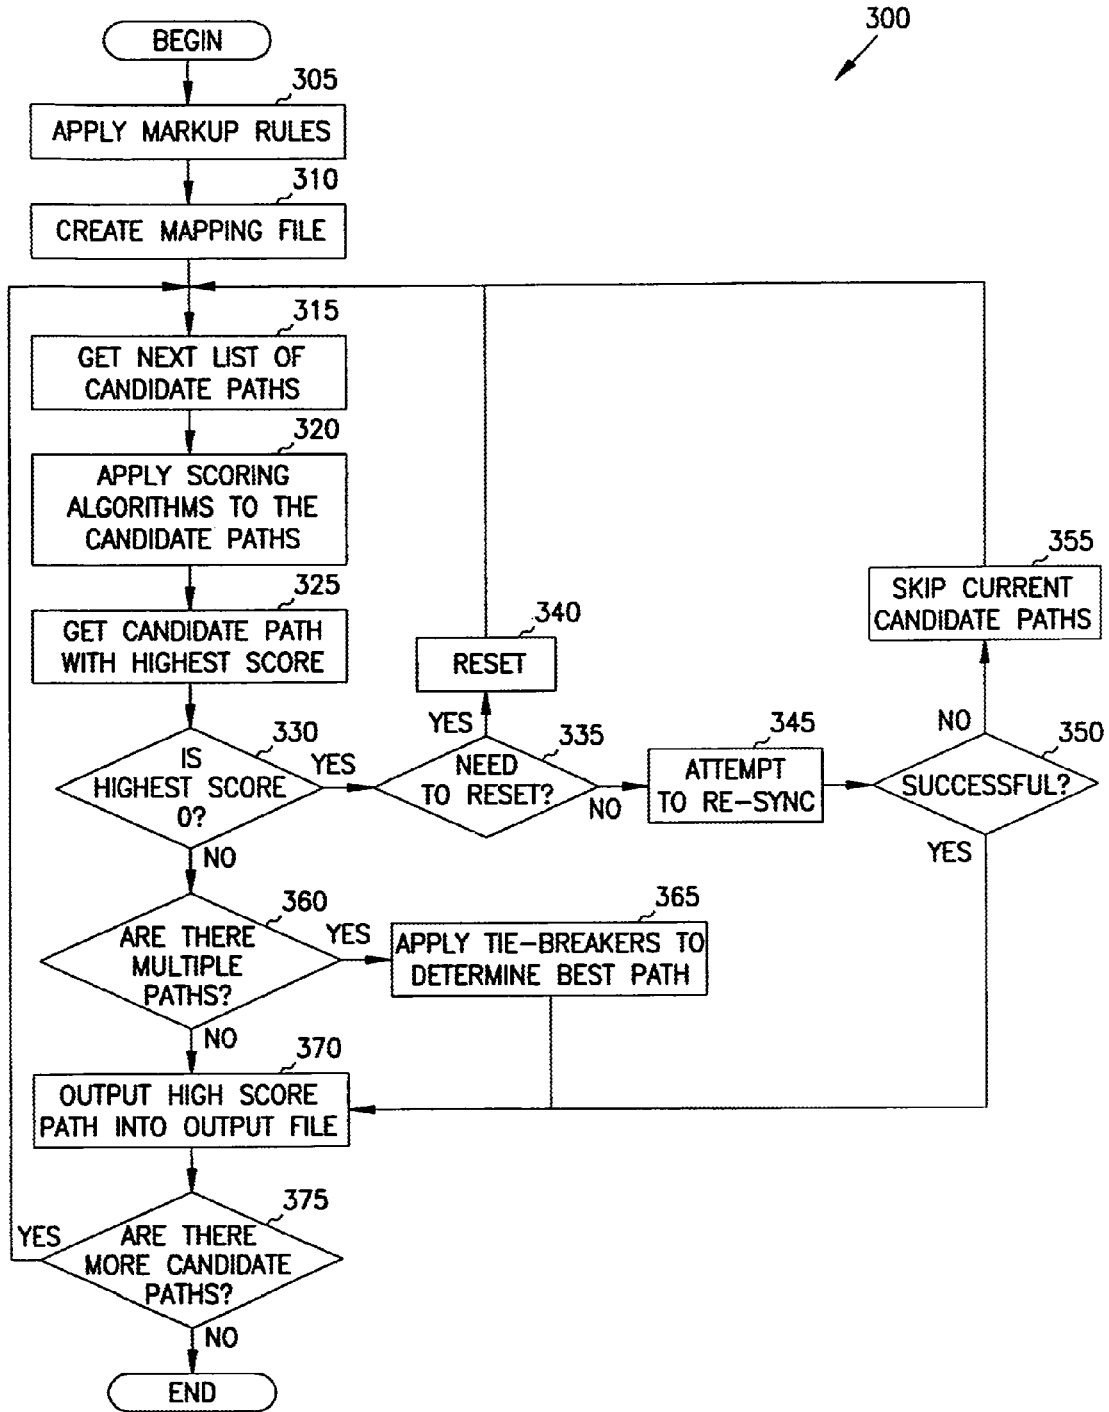 300
BEGIN
305
APPLY MARKUP RULES
310
CREATE MAPPING FILE
315
GET NEXT LIST OF
CANDIDATE PATHS
320
APPLY SCORING
ALGORITHMS TO THE
CANDIDATE PATHS
325
GET CANDIDATE PATH
WITH HIGHEST SCORE
330
IS
HIGHEST SCORE
0?
YES
NO
335
NEED
TO RESET?
YES
NO
340
RESET
345
ATTEMPT
TO RE-SYNC
350
SUCCESSFUL?
NO
YES
355
SKIP CURRENT
CANDIDATE PATHS
360
ARE THERE
MULTIPLE
PATHS?
YES
NO
365
APPLY TIE-BREAKERS TO
DETERMINE BEST PATH
370
OUTPUT HIGH SCORE
PATH INTO OUTPUT FILE
375
ARE THERE
MORE CANDIDATE
PATHS?
YES
NO
END